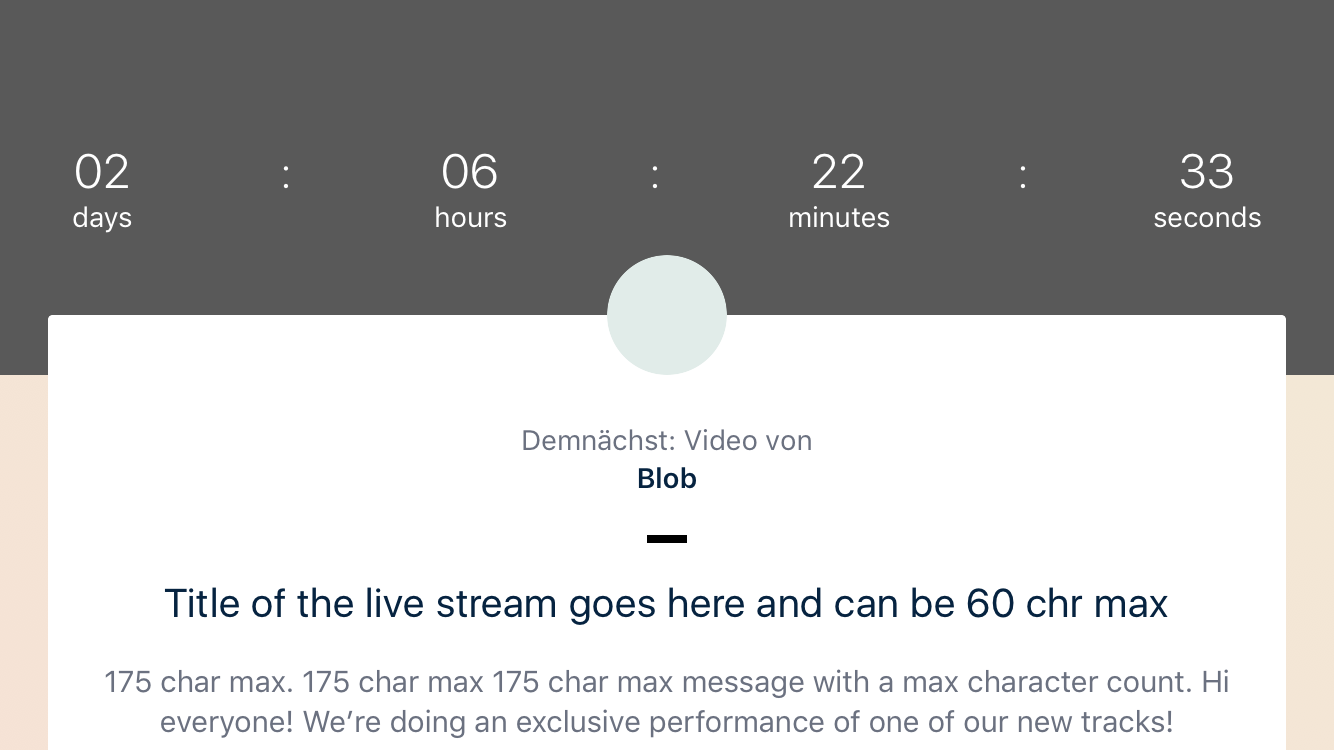 02 : 06 : 22 : 33
days hours minutes seconds
Demnächst: Video von
Blob
Title of the live stream goes here and can be 60 chr max
175 char max. 175 char max 175 char max message with a max character count. Hi
everyone! We’re doing an exclusive performance of one of our new tracks!